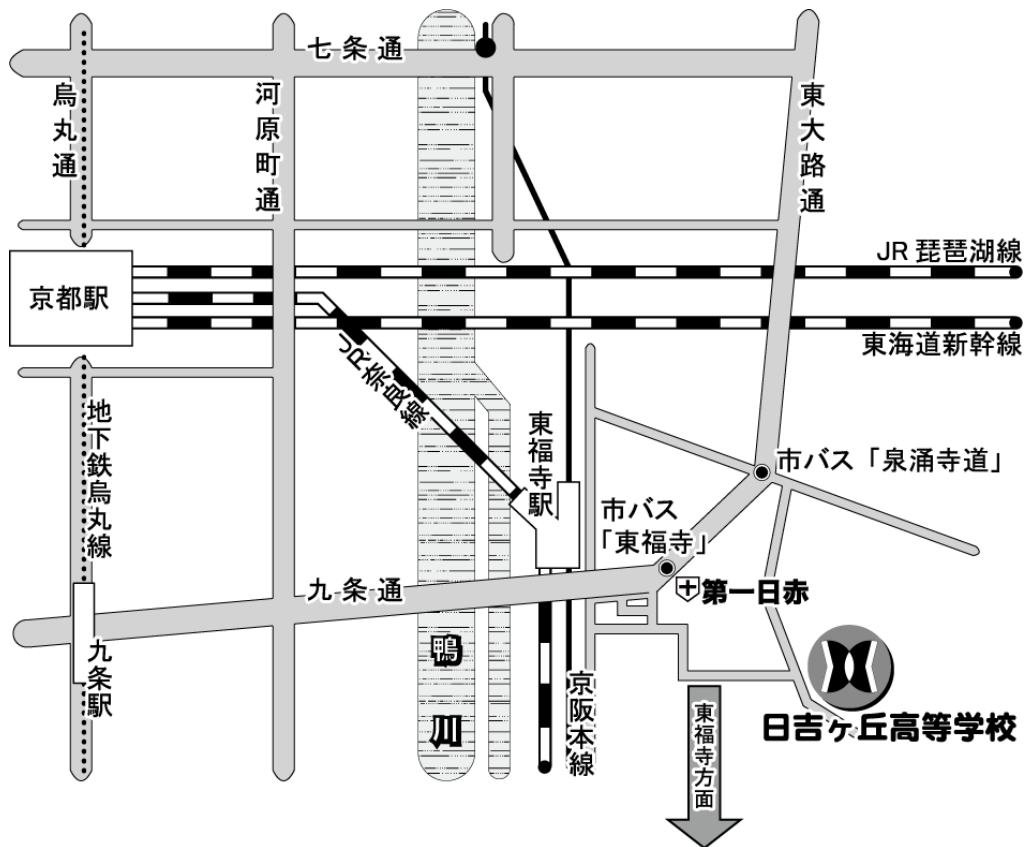 七条通
烏丸通
河原町通
東大路通
JR 琵琶湖線
京都駅
東海道新幹線
JR奈良線
地下鉄烏丸線
東福寺駅
市バス「泉涌寺道」
市バス
「東福寺」
九条通
第一日赤
鴨川
九条駅
京阪本線
日吉ヶ丘高等学校
東福寺方面